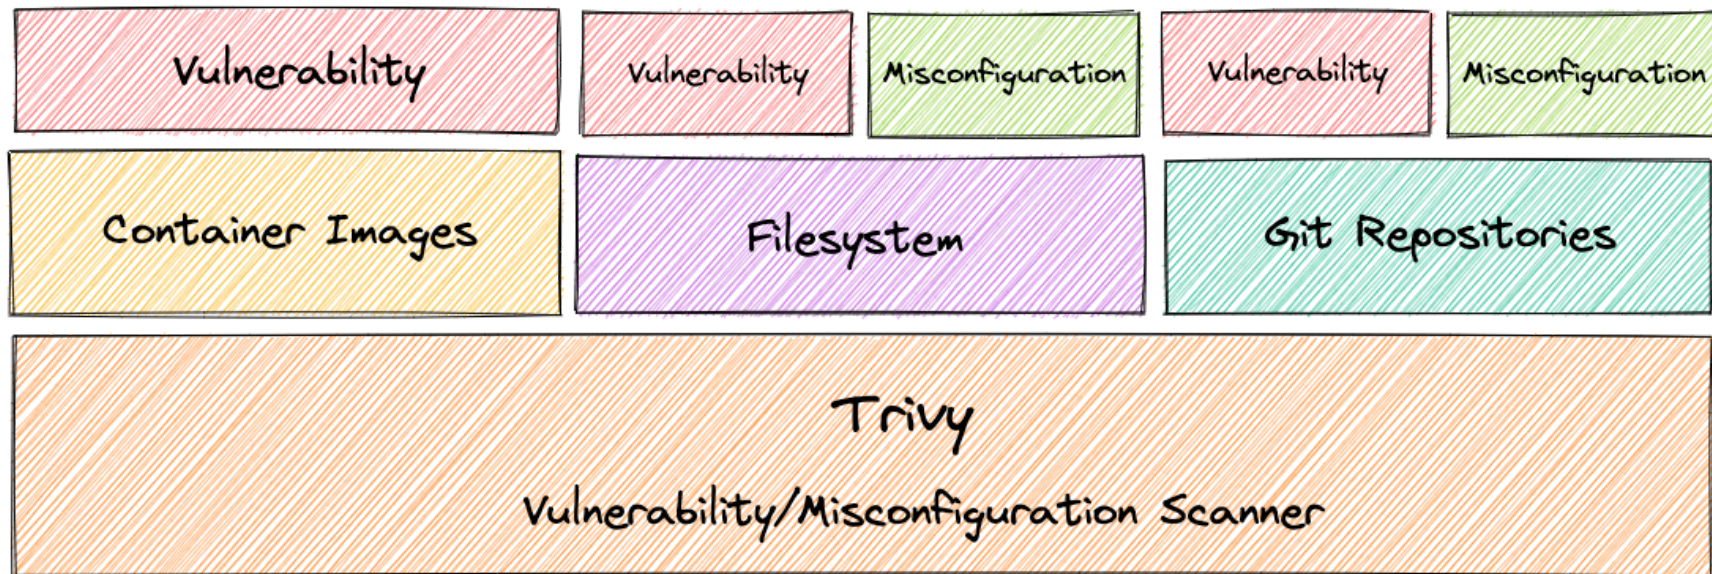 Vulnerability
Vulnerability
Misconfiguration
Vulnerability
Misconfiguration
Container Images
Filesystem
Git Repositories
Trivy
Vulnerability/Misconfiguration Scanner